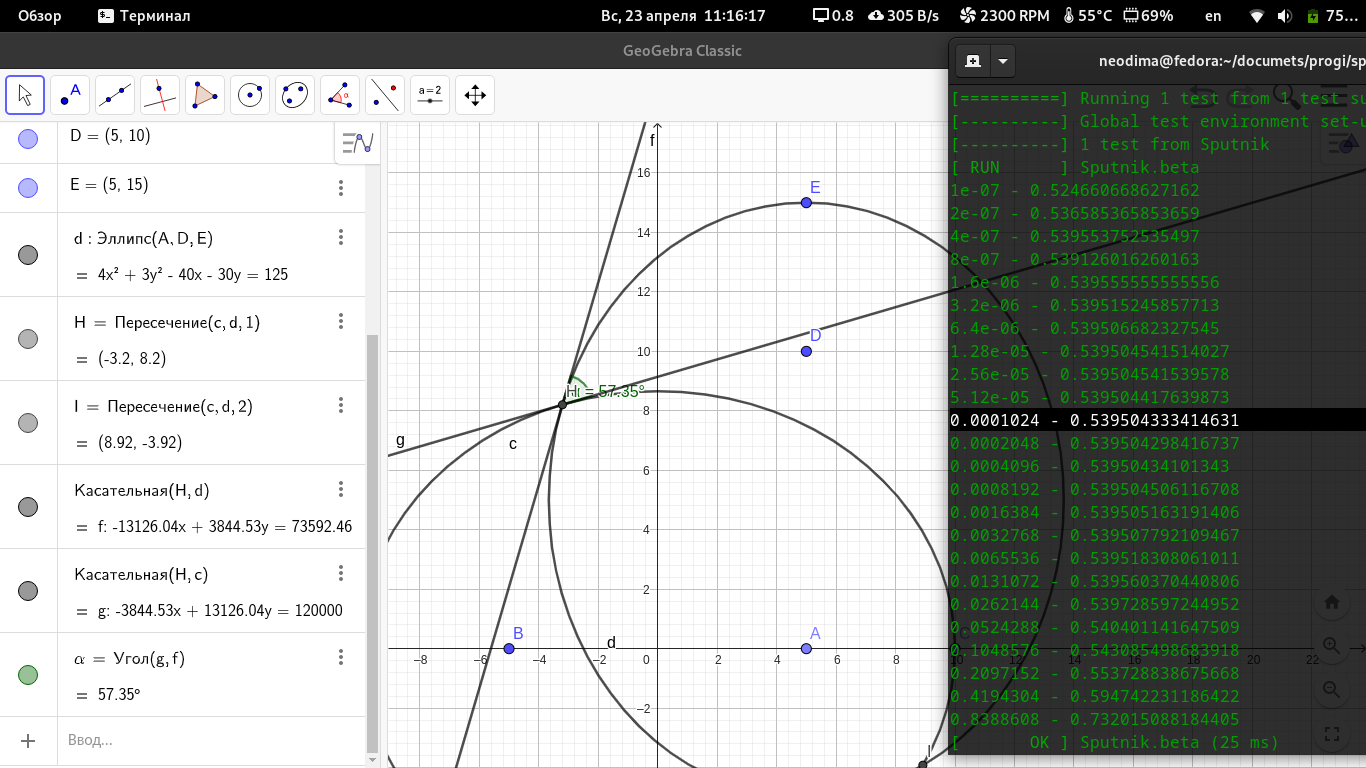 Обзор Терминал Вс, 23 апреля 11:16:17 0.8 305 B/s 2300 RPM 55°C 69% en 75…
GeoGebra Classic
A
α
a=2
D = (5, 10)
E = (5, 15)
d : Эллипс(A, D, E)
= 4x² + 3y² - 40x - 30y = 125
H = Пересечение(c, d, 1)
= (-3.2, 8.2)
I = Пересечение(c, d, 2)
= (8.92, -3.92)
Касательная(H, d)
= f: -13126.04x + 3844.53y = 73592.46
Касательная(H, c)
= g: -3844.53x + 13126.04y = 120000
α = Угол(g, f)
= 57.35°
Ввод...
f
16
E
14
12
D
10
H
= 57.35°
8
g
c
6
4
2
B
d
A
−8 −6 −4 −2 0 2 4 6 8 10 12 14 16 18 20 22
−2
I
neodima@fedora:~/documets/progi/sp
[==========] Running 1 test from 1 test su
[----------] Global test environment set-u
[----------] 1 test from Sputnik
[ RUN      ] Sputnik.beta
1e-07 - 0.524660668627162
2e-07 - 0.536585365853659
4e-07 - 0.539553752535497
8e-07 - 0.539126016260163
1.6e-06 - 0.539555555555556
3.2e-06 - 0.539515245857713
6.4e-06 - 0.539506682327545
1.28e-05 - 0.539504541514027
2.56e-05 - 0.539504541539578
5.12e-05 - 0.539504417639873
0.0001024 - 0.539504333414631
0.0002048 - 0.539504298416737
0.0004096 - 0.53950434101343
0.0008192 - 0.539504506116708
0.0016384 - 0.539505163191406
0.0032768 - 0.539507792109467
0.0065536 - 0.539518308061011
0.0131072 - 0.539560370440806
0.0262144 - 0.539728597244952
0.0524288 - 0.540401141647509
0.1048576 - 0.543085498683918
0.2097152 - 0.553728838675668
0.4194304 - 0.594742231186422
0.8388608 - 0.732015088184405
[       OK ] Sputnik.beta (25 ms)